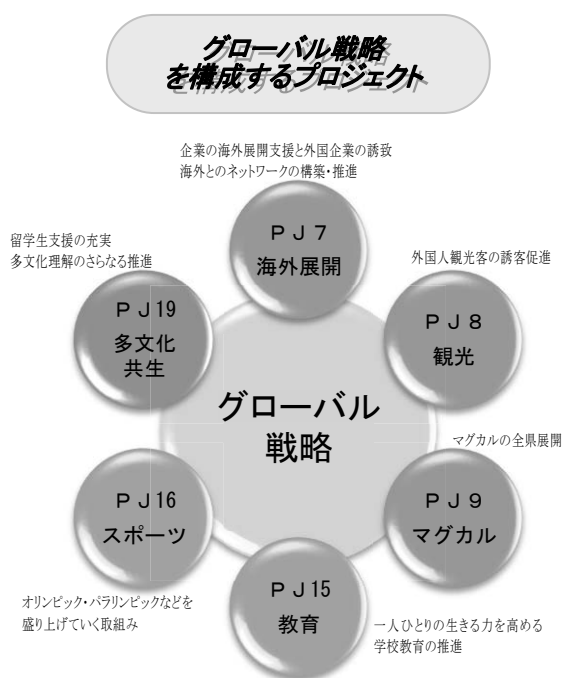 グローバル戦略
を構成するプロジェクト
企業の海外展開支援と外国企業の誘致
海外とのネットワークの構築・推進
ＰＪ７
海外展開
留学生支援の充実
多文化理解のさらなる推進
外国人観光客の誘客促進
ＰＪ19
多文化
共生
ＰＪ８
観光
グローバル
戦略
マグカルの全県展開
ＰＪ16
スポーツ
ＰＪ９
マグカル
オリンピック・パラリンピックなどを
盛り上げていく取組み
ＰＪ15
教育
一人ひとりの生きる力を高める
学校教育の推進